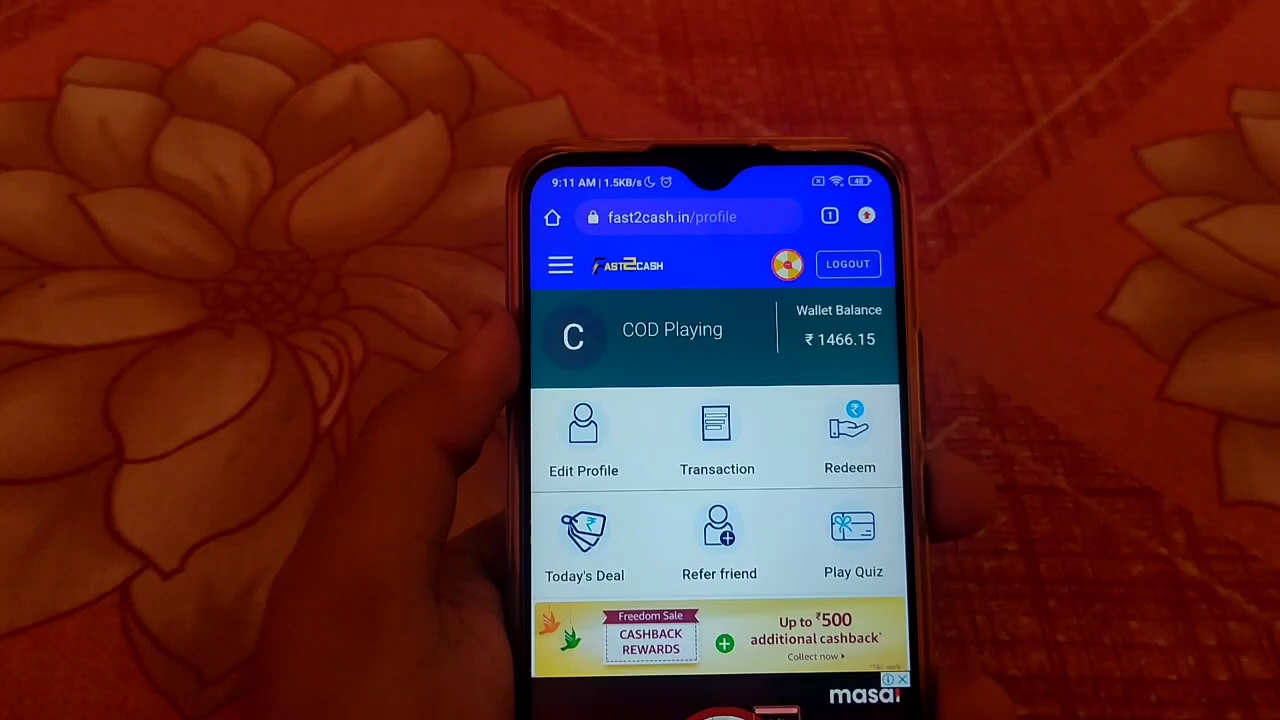 9:11 AM | 1.5KB/s
48
fast2cash.in/profile
1
FAST2CASH
LOGOUT
C
COD Playing
Wallet Balance
₹ 1466.15
Edit Profile
Transaction
Redeem
Today's Deal
Refer friend
Play Quiz
Freedom Sale
CASHBACK
REWARDS
Up to ₹500
additional cashback*
Collect now
masai